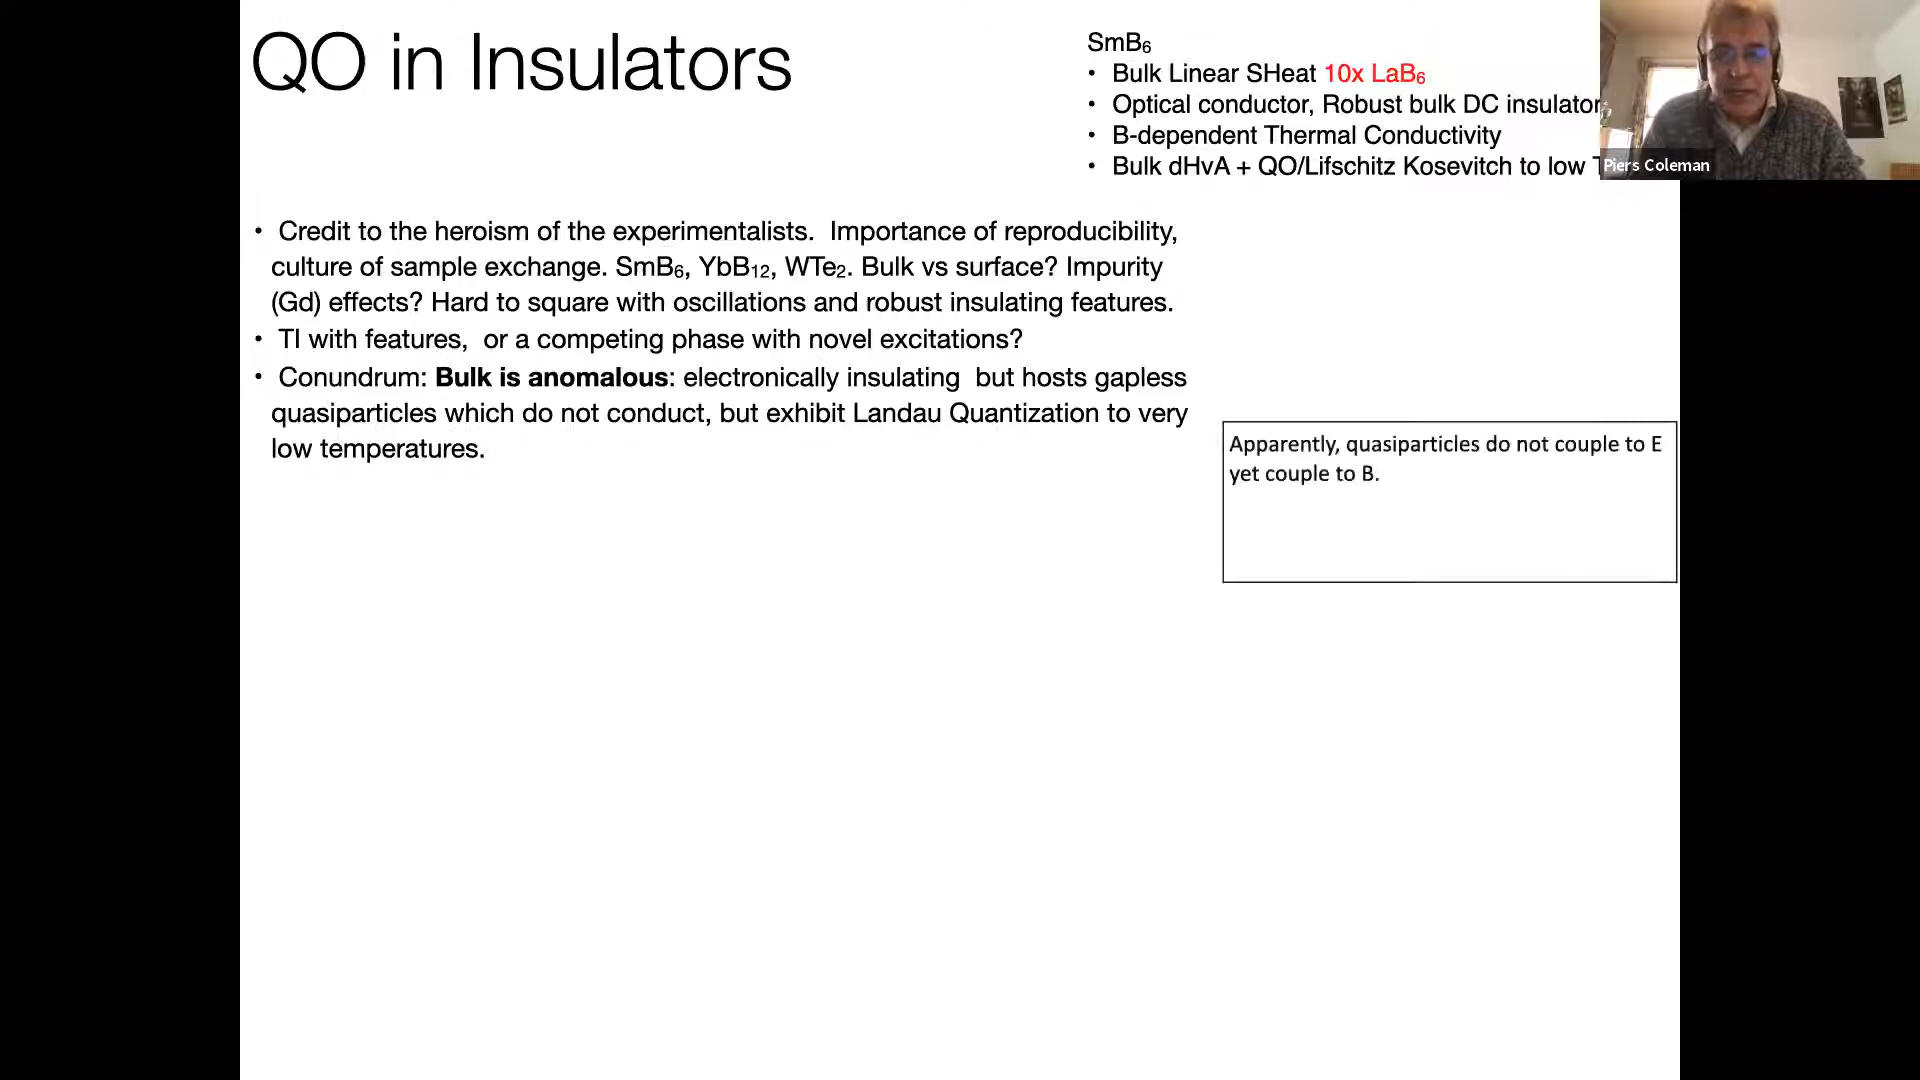 QO in Insulators
SmB₆
• Bulk Linear SHeat 10x LaB₆
• Optical conductor, Robust bulk DC insulator,
• B-dependent Thermal Conductivity
• Bulk dHvA + QO/Lifschitz Kosevitch to low T
Piers Coleman
• Credit to the heroism of the experimentalists. Importance of reproducibility,
culture of sample exchange. SmB₆, YbB₁₂, WTe₂. Bulk vs surface? Impurity
(Gd) effects? Hard to square with oscillations and robust insulating features.
• TI with features, or a competing phase with novel excitations?
• Conundrum: Bulk is anomalous: electronically insulating but hosts gapless
quasiparticles which do not conduct, but exhibit Landau Quantization to very
low temperatures.
Apparently, quasiparticles do not couple to E
yet couple to B.